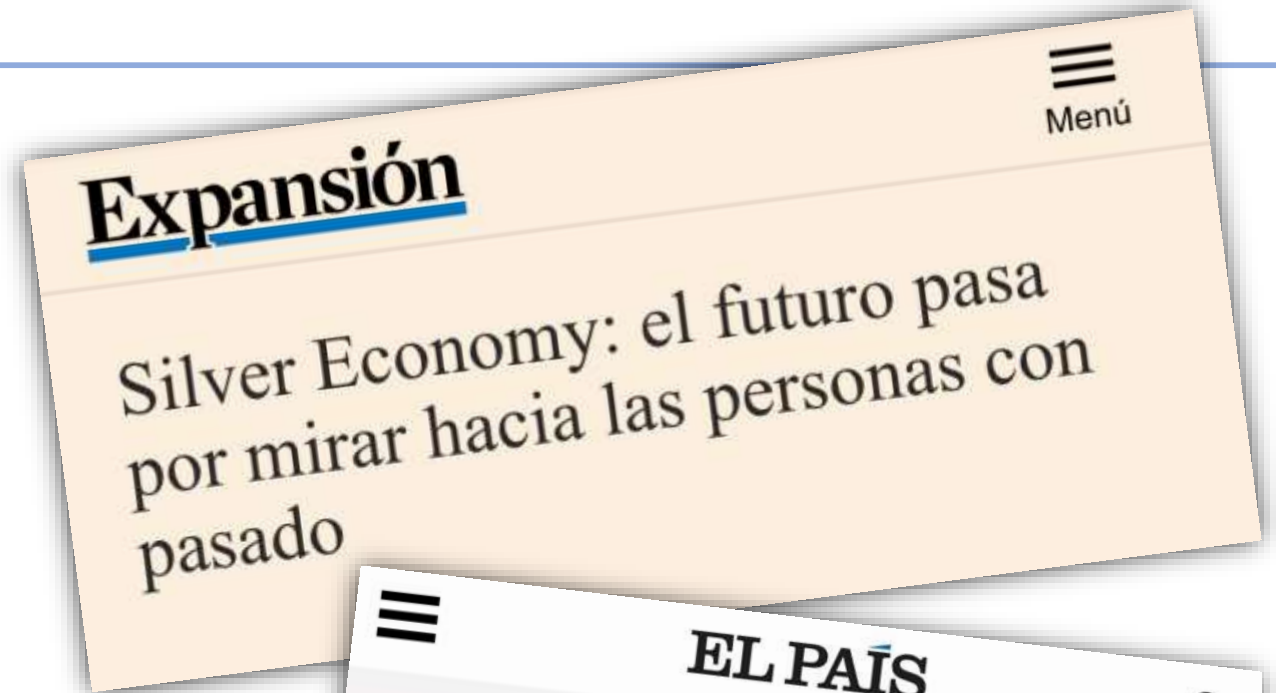 Menú
Expansión
Silver Economy: el futuro pasa
por mirar hacia las personas con
pasado
EL PAÍS